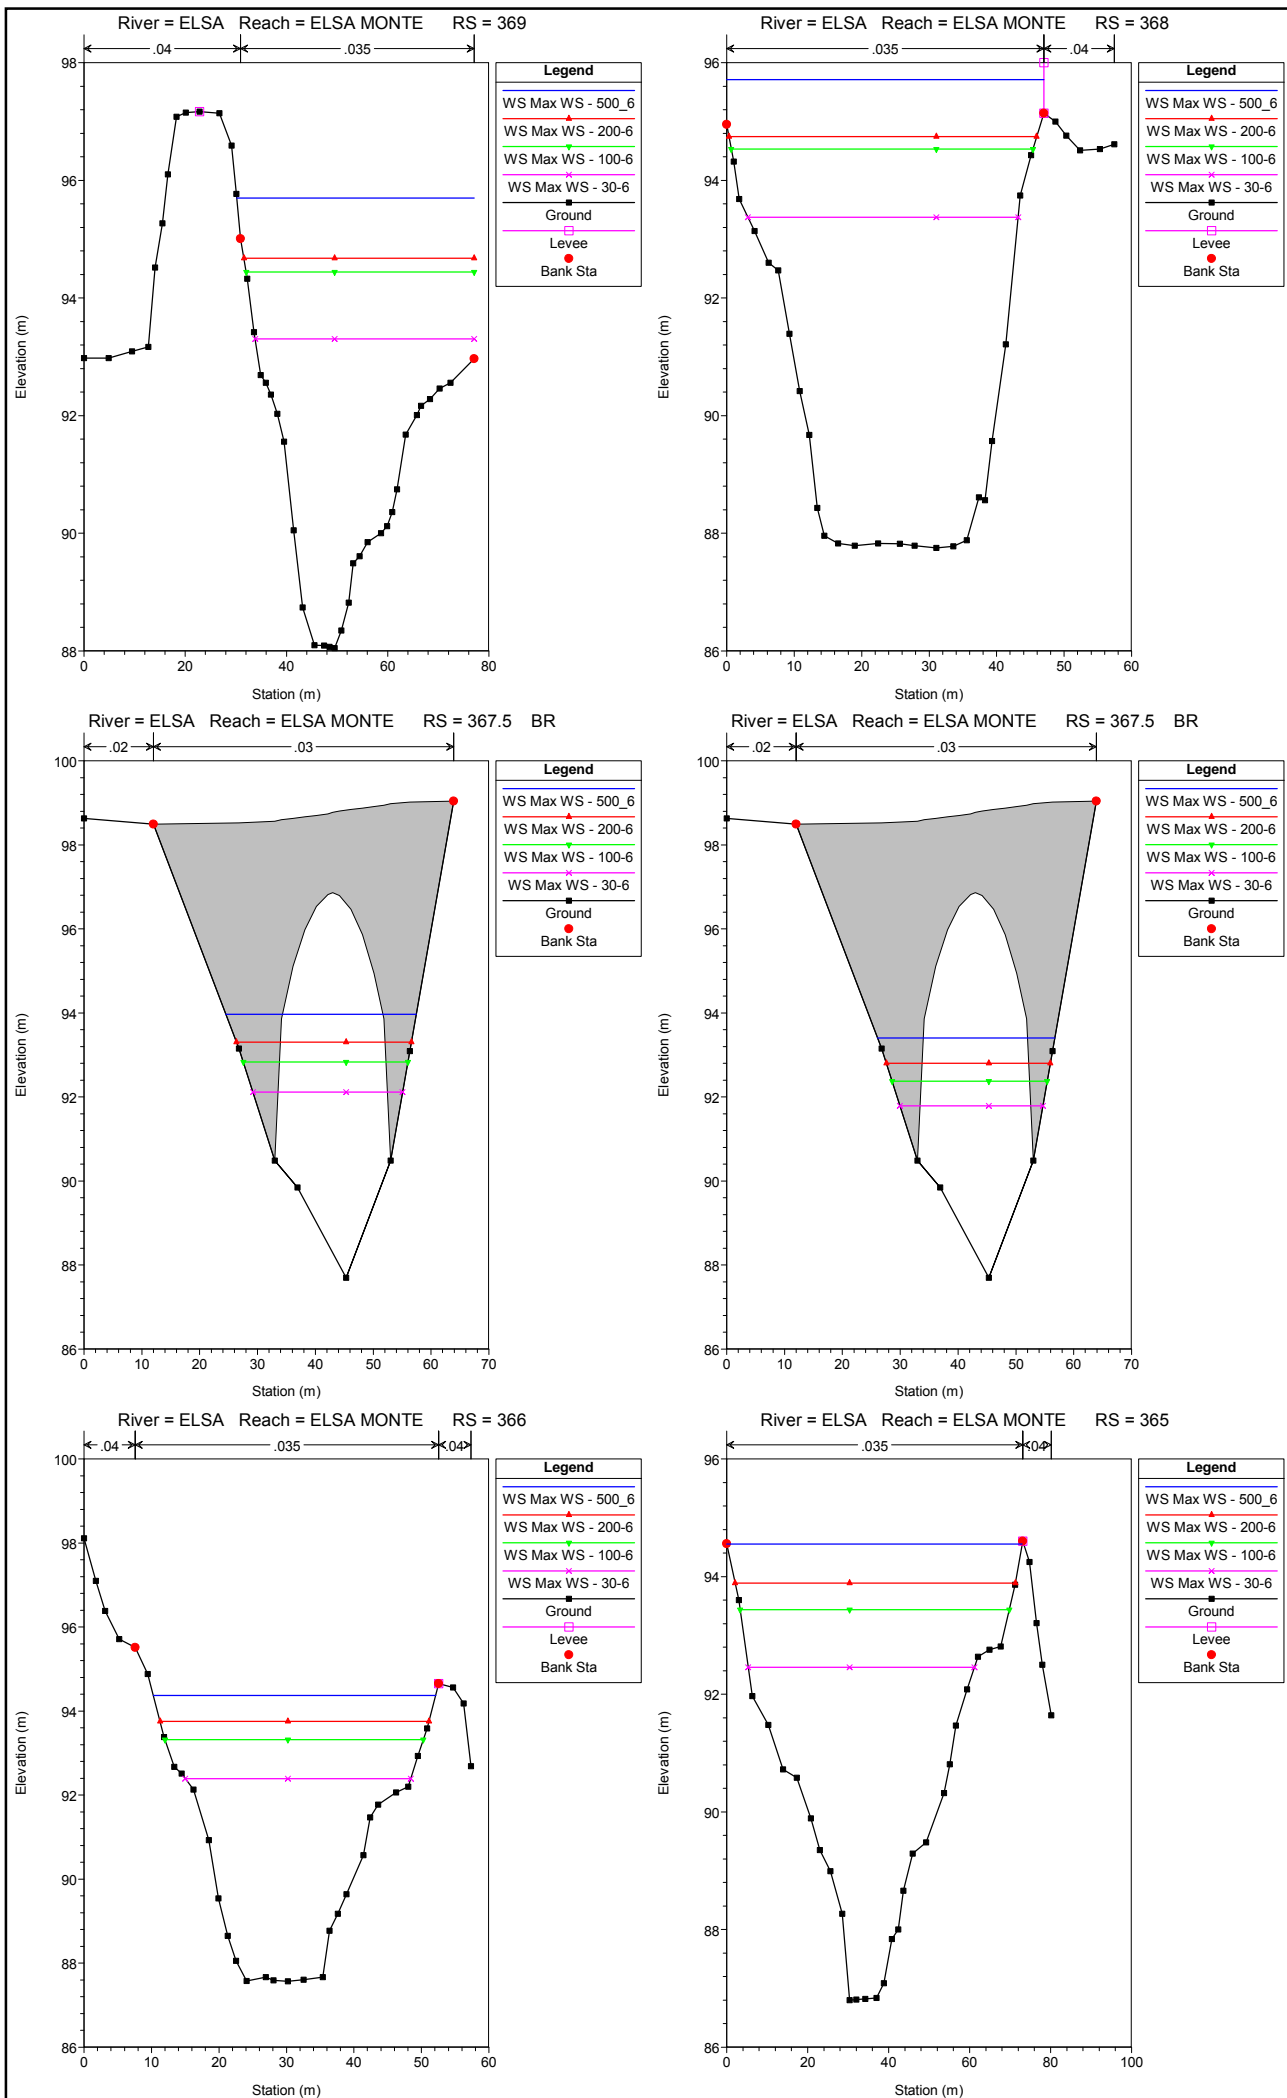 River = ELSA Reach = ELSA MONTE RS = 369
.04 .035
98
96
94
92
90
88
0 20 40 60 80
Elevation (m)
Station (m)
Legend
WS Max WS - 500_6
WS Max WS - 200-6
WS Max WS - 100-6
WS Max WS - 30-6
Ground
Levee
Bank Sta
River = ELSA Reach = ELSA MONTE RS = 368
.035 .04
96
94
92
90
88
86
0 10 20 30 40 50 60
Elevation (m)
Station (m)
Legend
WS Max WS - 500_6
WS Max WS - 200-6
WS Max WS - 100-6
WS Max WS - 30-6
Ground
Levee
Bank Sta
River = ELSA Reach = ELSA MONTE RS = 367.5 BR
.02 .03
100
98
96
94
92
90
88
86
0 10 20 30 40 50 60 70
Elevation (m)
Station (m)
Legend
WS Max WS - 500_6
WS Max WS - 200-6
WS Max WS - 100-6
WS Max WS - 30-6
Ground
Bank Sta
River = ELSA Reach = ELSA MONTE RS = 367.5 BR
.02 .03
100
98
96
94
92
90
88
86
0 10 20 30 40 50 60 70
Elevation (m)
Station (m)
Legend
WS Max WS - 500_6
WS Max WS - 200-6
WS Max WS - 100-6
WS Max WS - 30-6
Ground
Bank Sta
River = ELSA Reach = ELSA MONTE RS = 366
.04 .035 .04
100
98
96
94
92
90
88
86
0 10 20 30 40 50 60
Elevation (m)
Station (m)
Legend
WS Max WS - 500_6
WS Max WS - 200-6
WS Max WS - 100-6
WS Max WS - 30-6
Ground
Levee
Bank Sta
River = ELSA Reach = ELSA MONTE RS = 365
.035 .04
96
94
92
90
88
86
0 20 40 60 80 100
Elevation (m)
Station (m)
Legend
WS Max WS - 500_6
WS Max WS - 200-6
WS Max WS - 100-6
WS Max WS - 30-6
Ground
Levee
Bank Sta